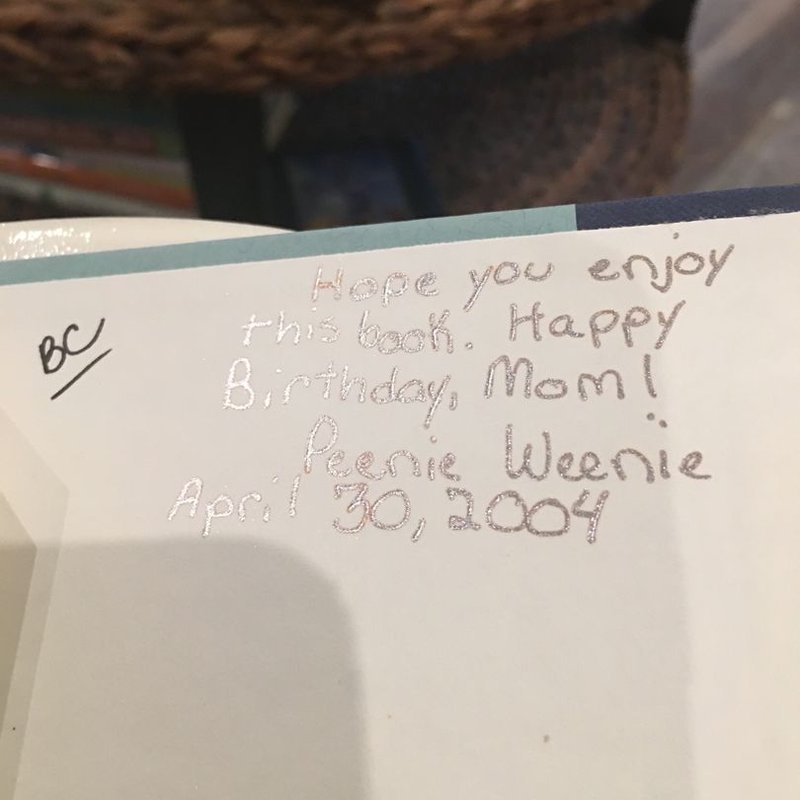 BC
Hope you enjoy
this book. Happy
Birthday, Mom!
Peenie Weenie
April 30, 2004